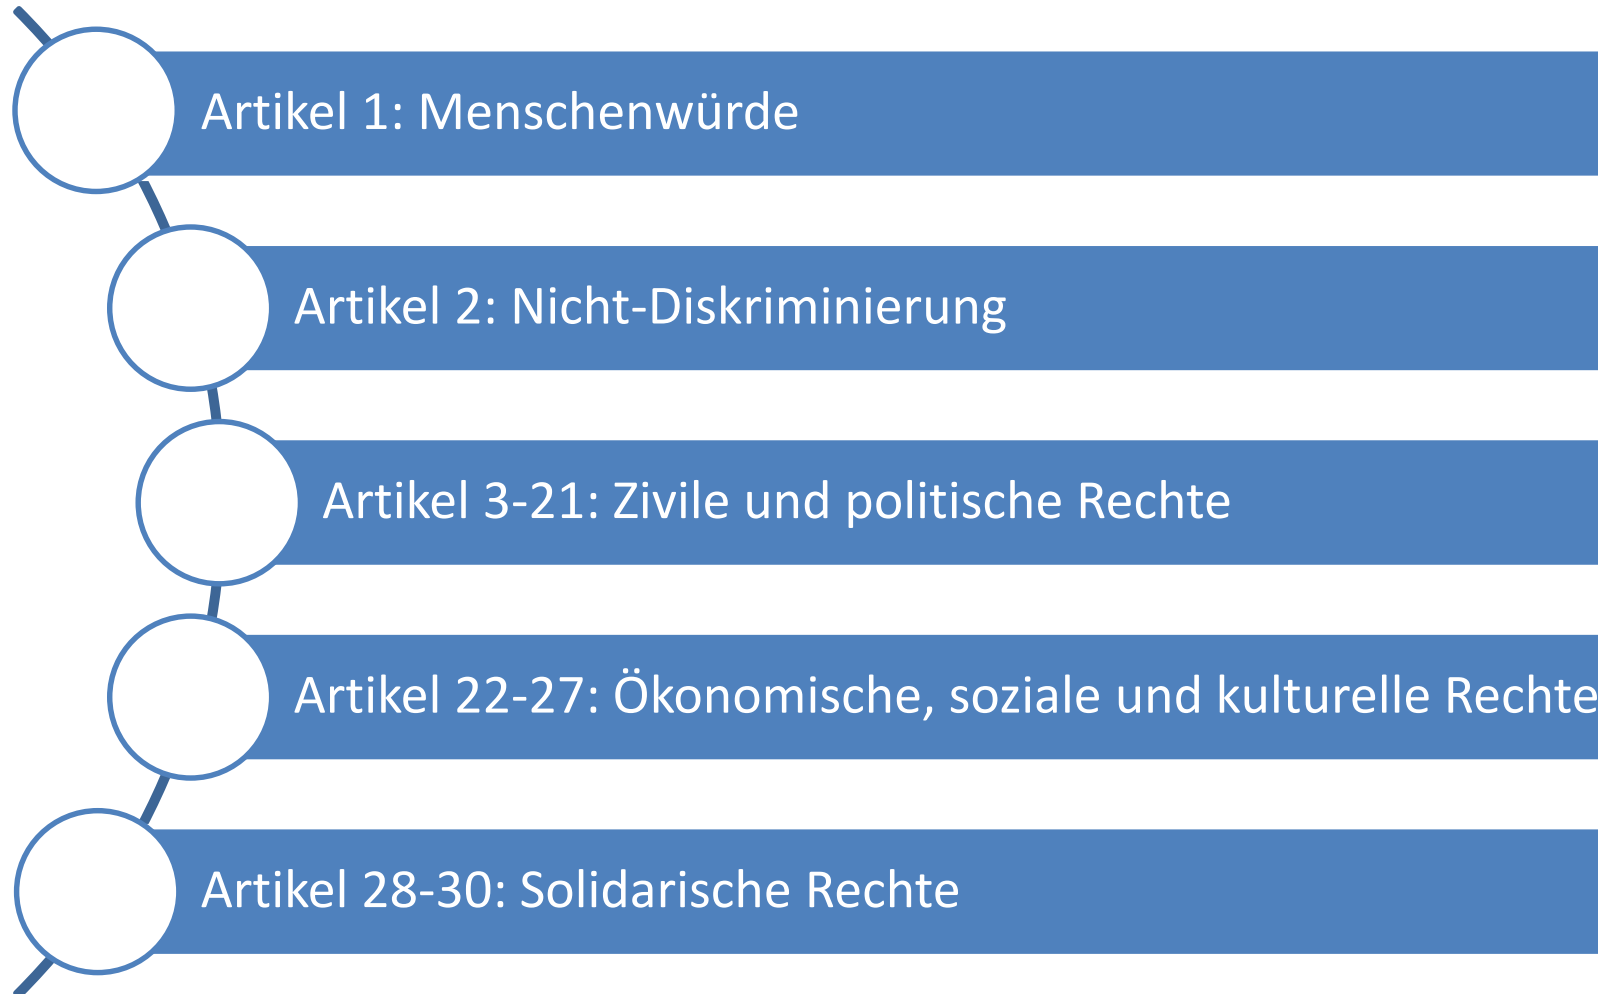 Artikel 1: Menschenwürde
Artikel 2: Nicht-Diskriminierung
Artikel 3-21: Zivile und politische Rechte
Artikel 22-27: Ökonomische, soziale und kulturelle Rechte
Artikel 28-30: Solidarische Rechte